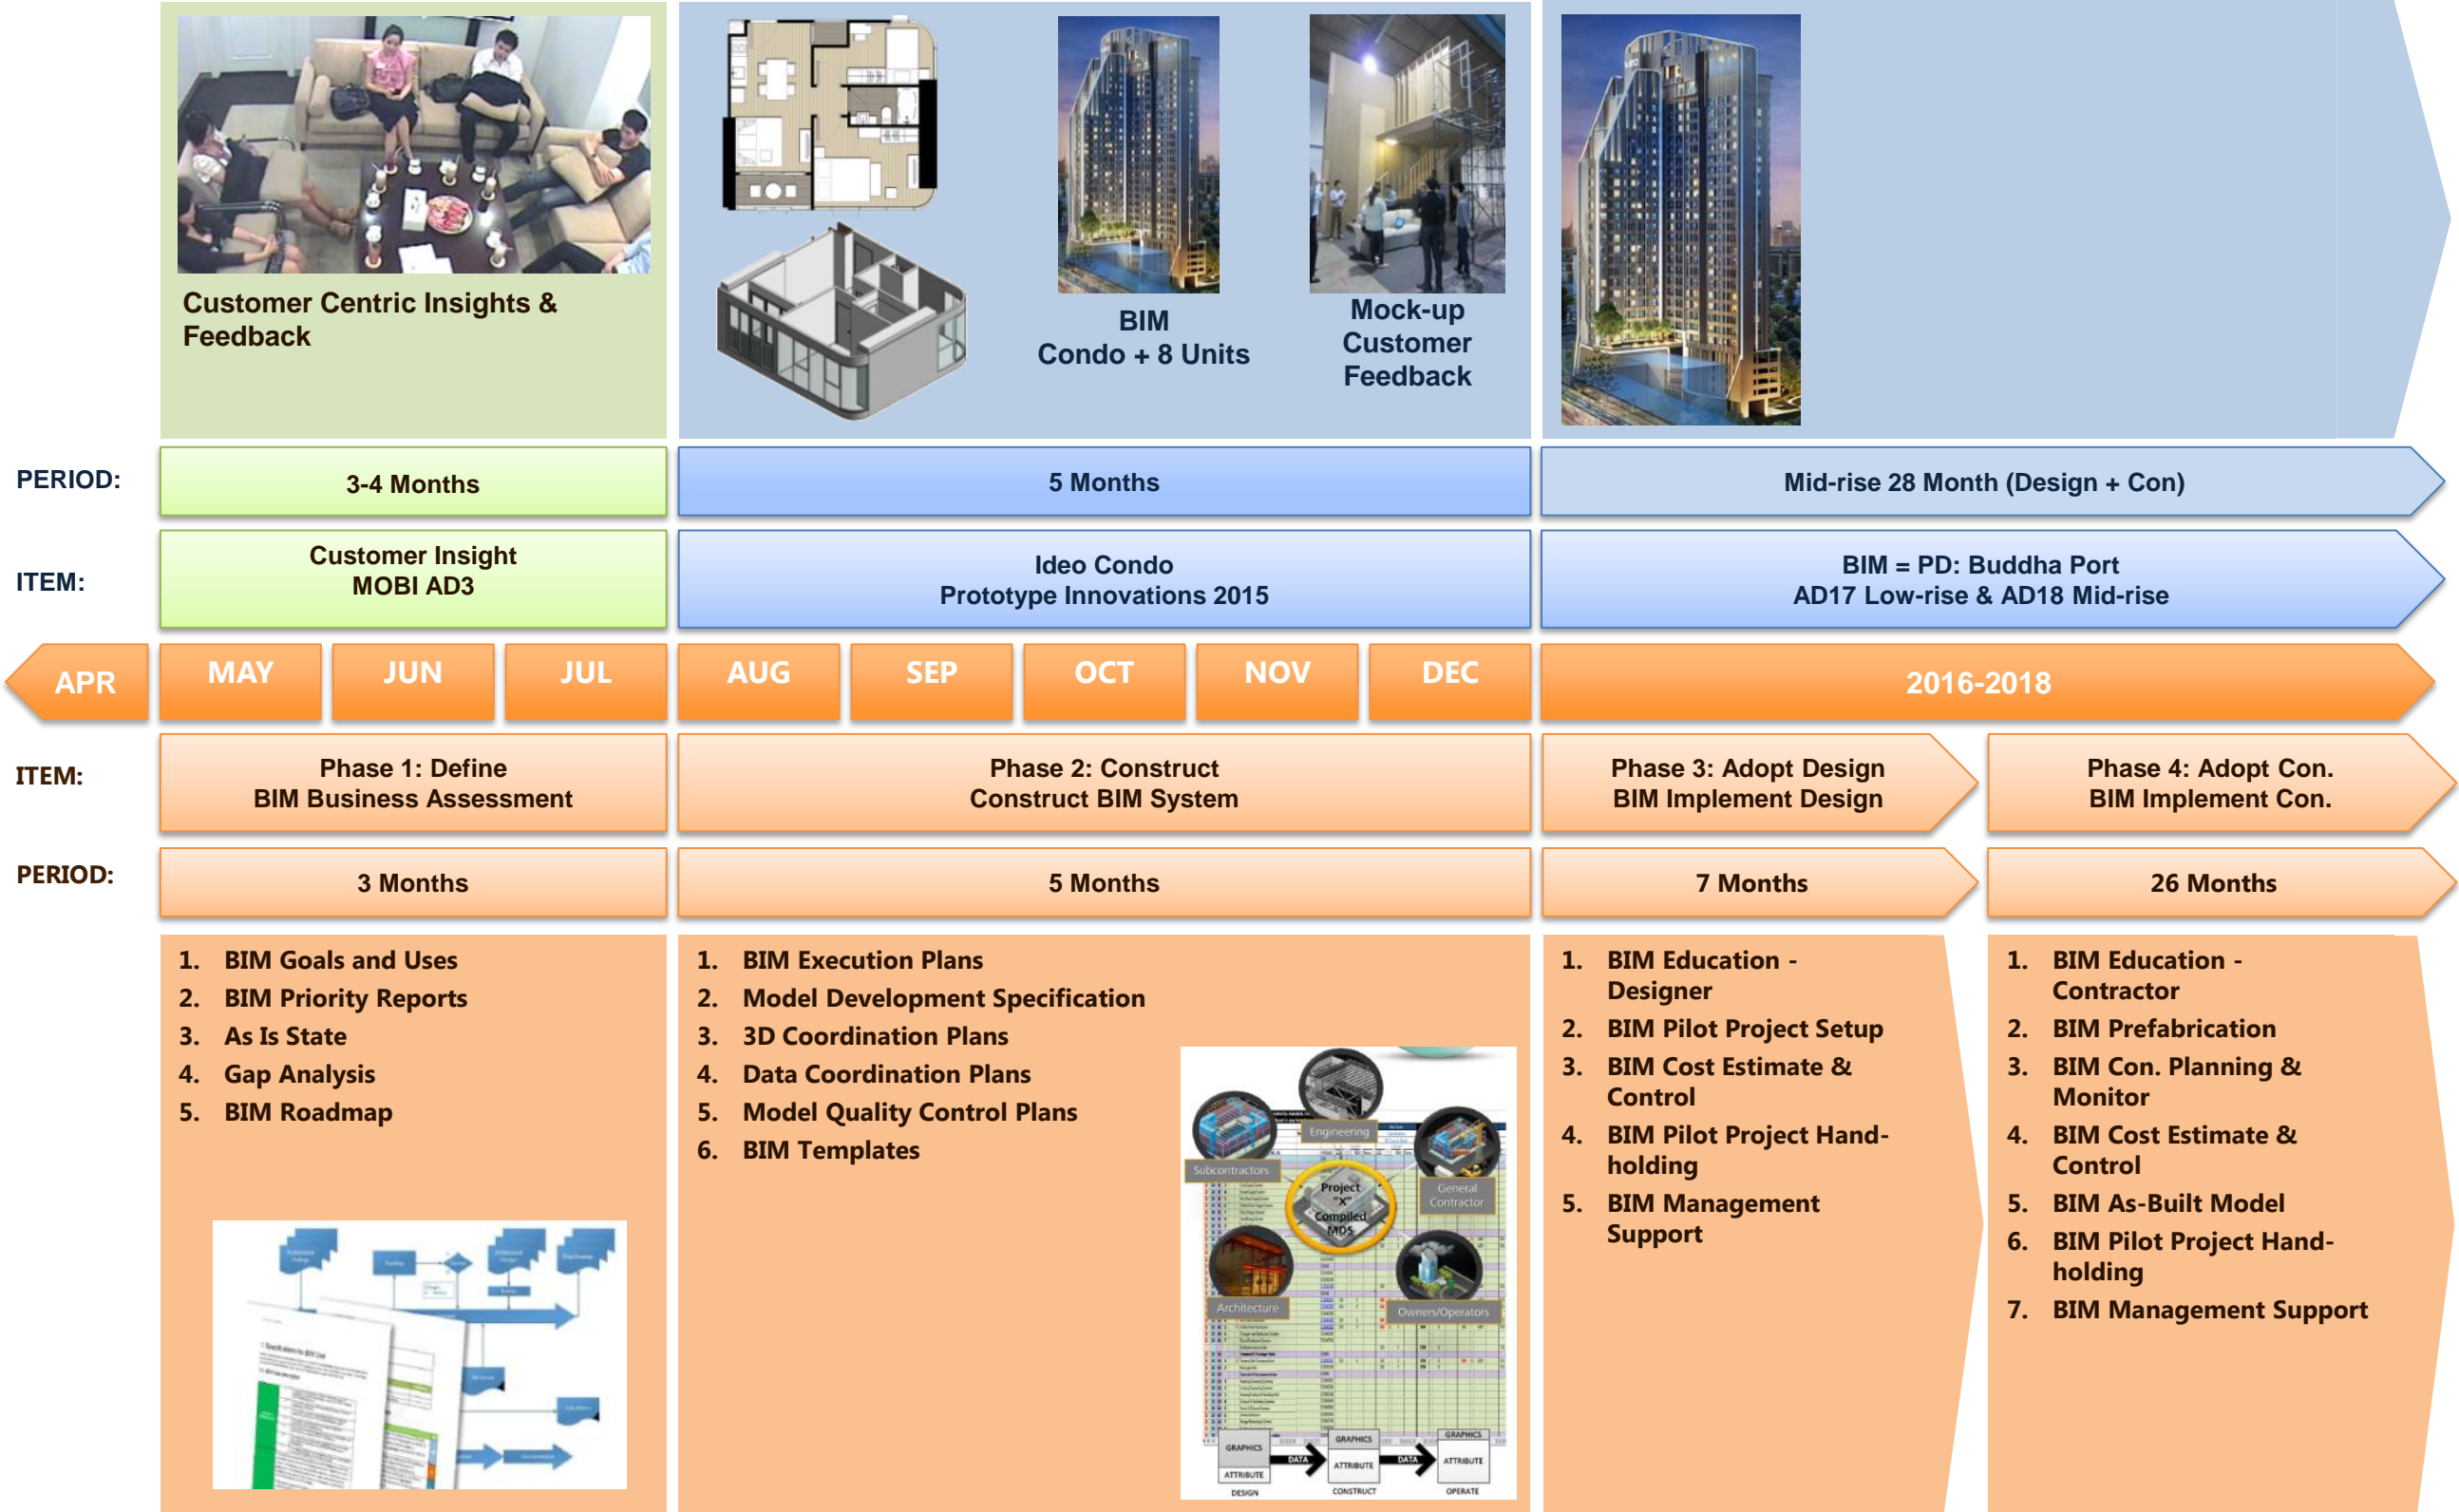 Customer Centric Insights &
Feedback
BIM
Condo + 8 Units
Mock-up
Customer
Feedback
PERIOD:
3-4 Months
5 Months
Mid-rise 28 Month (Design + Con)
ITEM:
Customer Insight
MOBI AD3
Ideo Condo
Prototype Innovations 2015
BIM = PD: Buddha Port
AD17 Low-rise & AD18 Mid-rise
APR
MAY
JUN
JUL
AUG
SEP
OCT
NOV
DEC
2016-2018
ITEM:
Phase 1: Define
BIM Business Assessment
Phase 2: Construct
Construct BIM System
Phase 3: Adopt Design
BIM Implement Design
Phase 4: Adopt Con.
BIM Implement Con.
PERIOD:
3 Months
5 Months
7 Months
26 Months
1. BIM Goals and Uses
2. BIM Priority Reports
3. As Is State
4. Gap Analysis
5. BIM Roadmap
1. BIM Execution Plans
2. Model Development Specification
3. 3D Coordination Plans
4. Data Coordination Plans
5. Model Quality Control Plans
6. BIM Templates
Engineering
Subcontractors
General
Contractor
Project
"X"
Compiled
MDS
Architecture
Owners/Operators
GRAPHICS
ATTRIBUTE
DESIGN
DATA
GRAPHICS
ATTRIBUTE
CONSTRUCT
DATA
GRAPHICS
ATTRIBUTE
OPERATE
1. BIM Education -
Designer
2. BIM Pilot Project Setup
3. BIM Cost Estimate &
Control
4. BIM Pilot Project Hand-
holding
5. BIM Management
Support
1. BIM Education -
Contractor
2. BIM Prefabrication
3. BIM Con. Planning &
Monitor
4. BIM Cost Estimate &
Control
5. BIM As-Built Model
6. BIM Pilot Project Hand-
holding
7. BIM Management Support